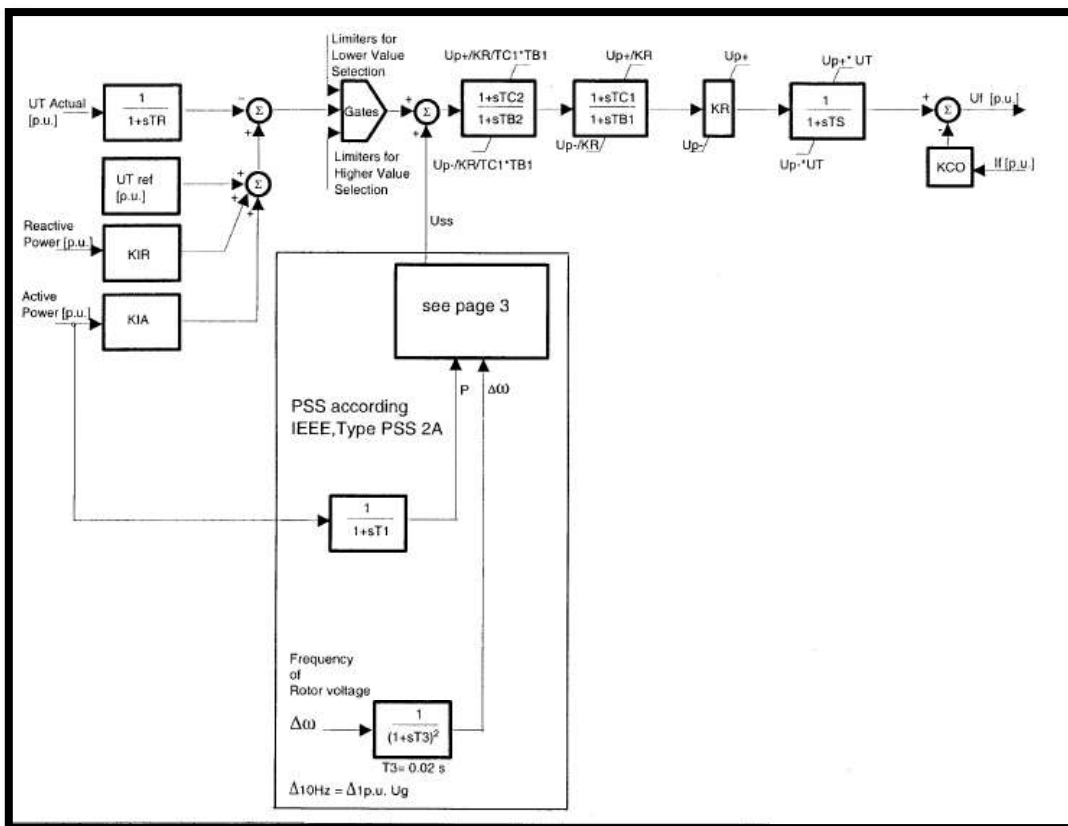 Limiters for
Lower Value
Selection
Up+/KR/TC1*TB1
Up+/KR
Up+
Up+* UT
UT Actual
[p.u.]
1
1+sTR
-
Σ
+
Gates
+
Σ
+
1+sTC2
1+sTB2
1+sTC1
1+sTB1
KR
1
1+sTS
+
Σ
-
Uf [p.u.]
Up-/KR/TC1*TB1
Up-/KR
Up-
Up-*UT
KCO
If [p.u.]
Limiters for
Higher Value
Selection
UT ref
[p.u.]
+
Σ
+
+
Uss
Reactive
Power [p.u.]
KIR
Active
Power [p.u.]
KIA
see page 3
P
Δω
PSS according
IEEE,Type PSS 2A
1
1+sT1
Frequency
of
Rotor voltage
Δω
1
(1+sT3)²
T3= 0.02 s
Δ10Hz = Δ1p.u. Ug